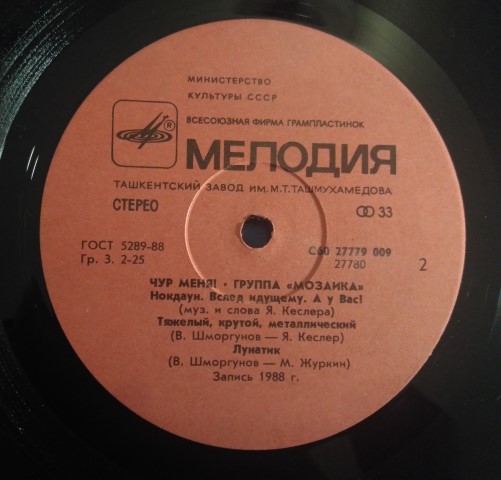 МИНИСТЕРСТВО
КУЛЬТУРЫ СССР
ВСЕСОЮЗНАЯ ФИРМА ГРАМПЛАСТИНОК
R
МЕЛОДИЯ
ТАШКЕНТСКИЙ ЗАВОД ИМ. М.Т. ТАШМУХАМЕДОВА
СТЕРЕО
33
ГОСТ 5289-88
Гр. 3. 2-25
С60 27779 009
27780
2
ЧУР МЕНЯ! • ГРУППА «МОЗАИКА»
Нокдаун. Вслед идущему. А у Вас!
(муз. и слова Я. Кеслера)
Тяжелый, крутой, металлический
(В. Шморгунов — Я. Кеслер)
Лунатик
(В. Шморгунов — М. Журкин)
Запись 1988 г.